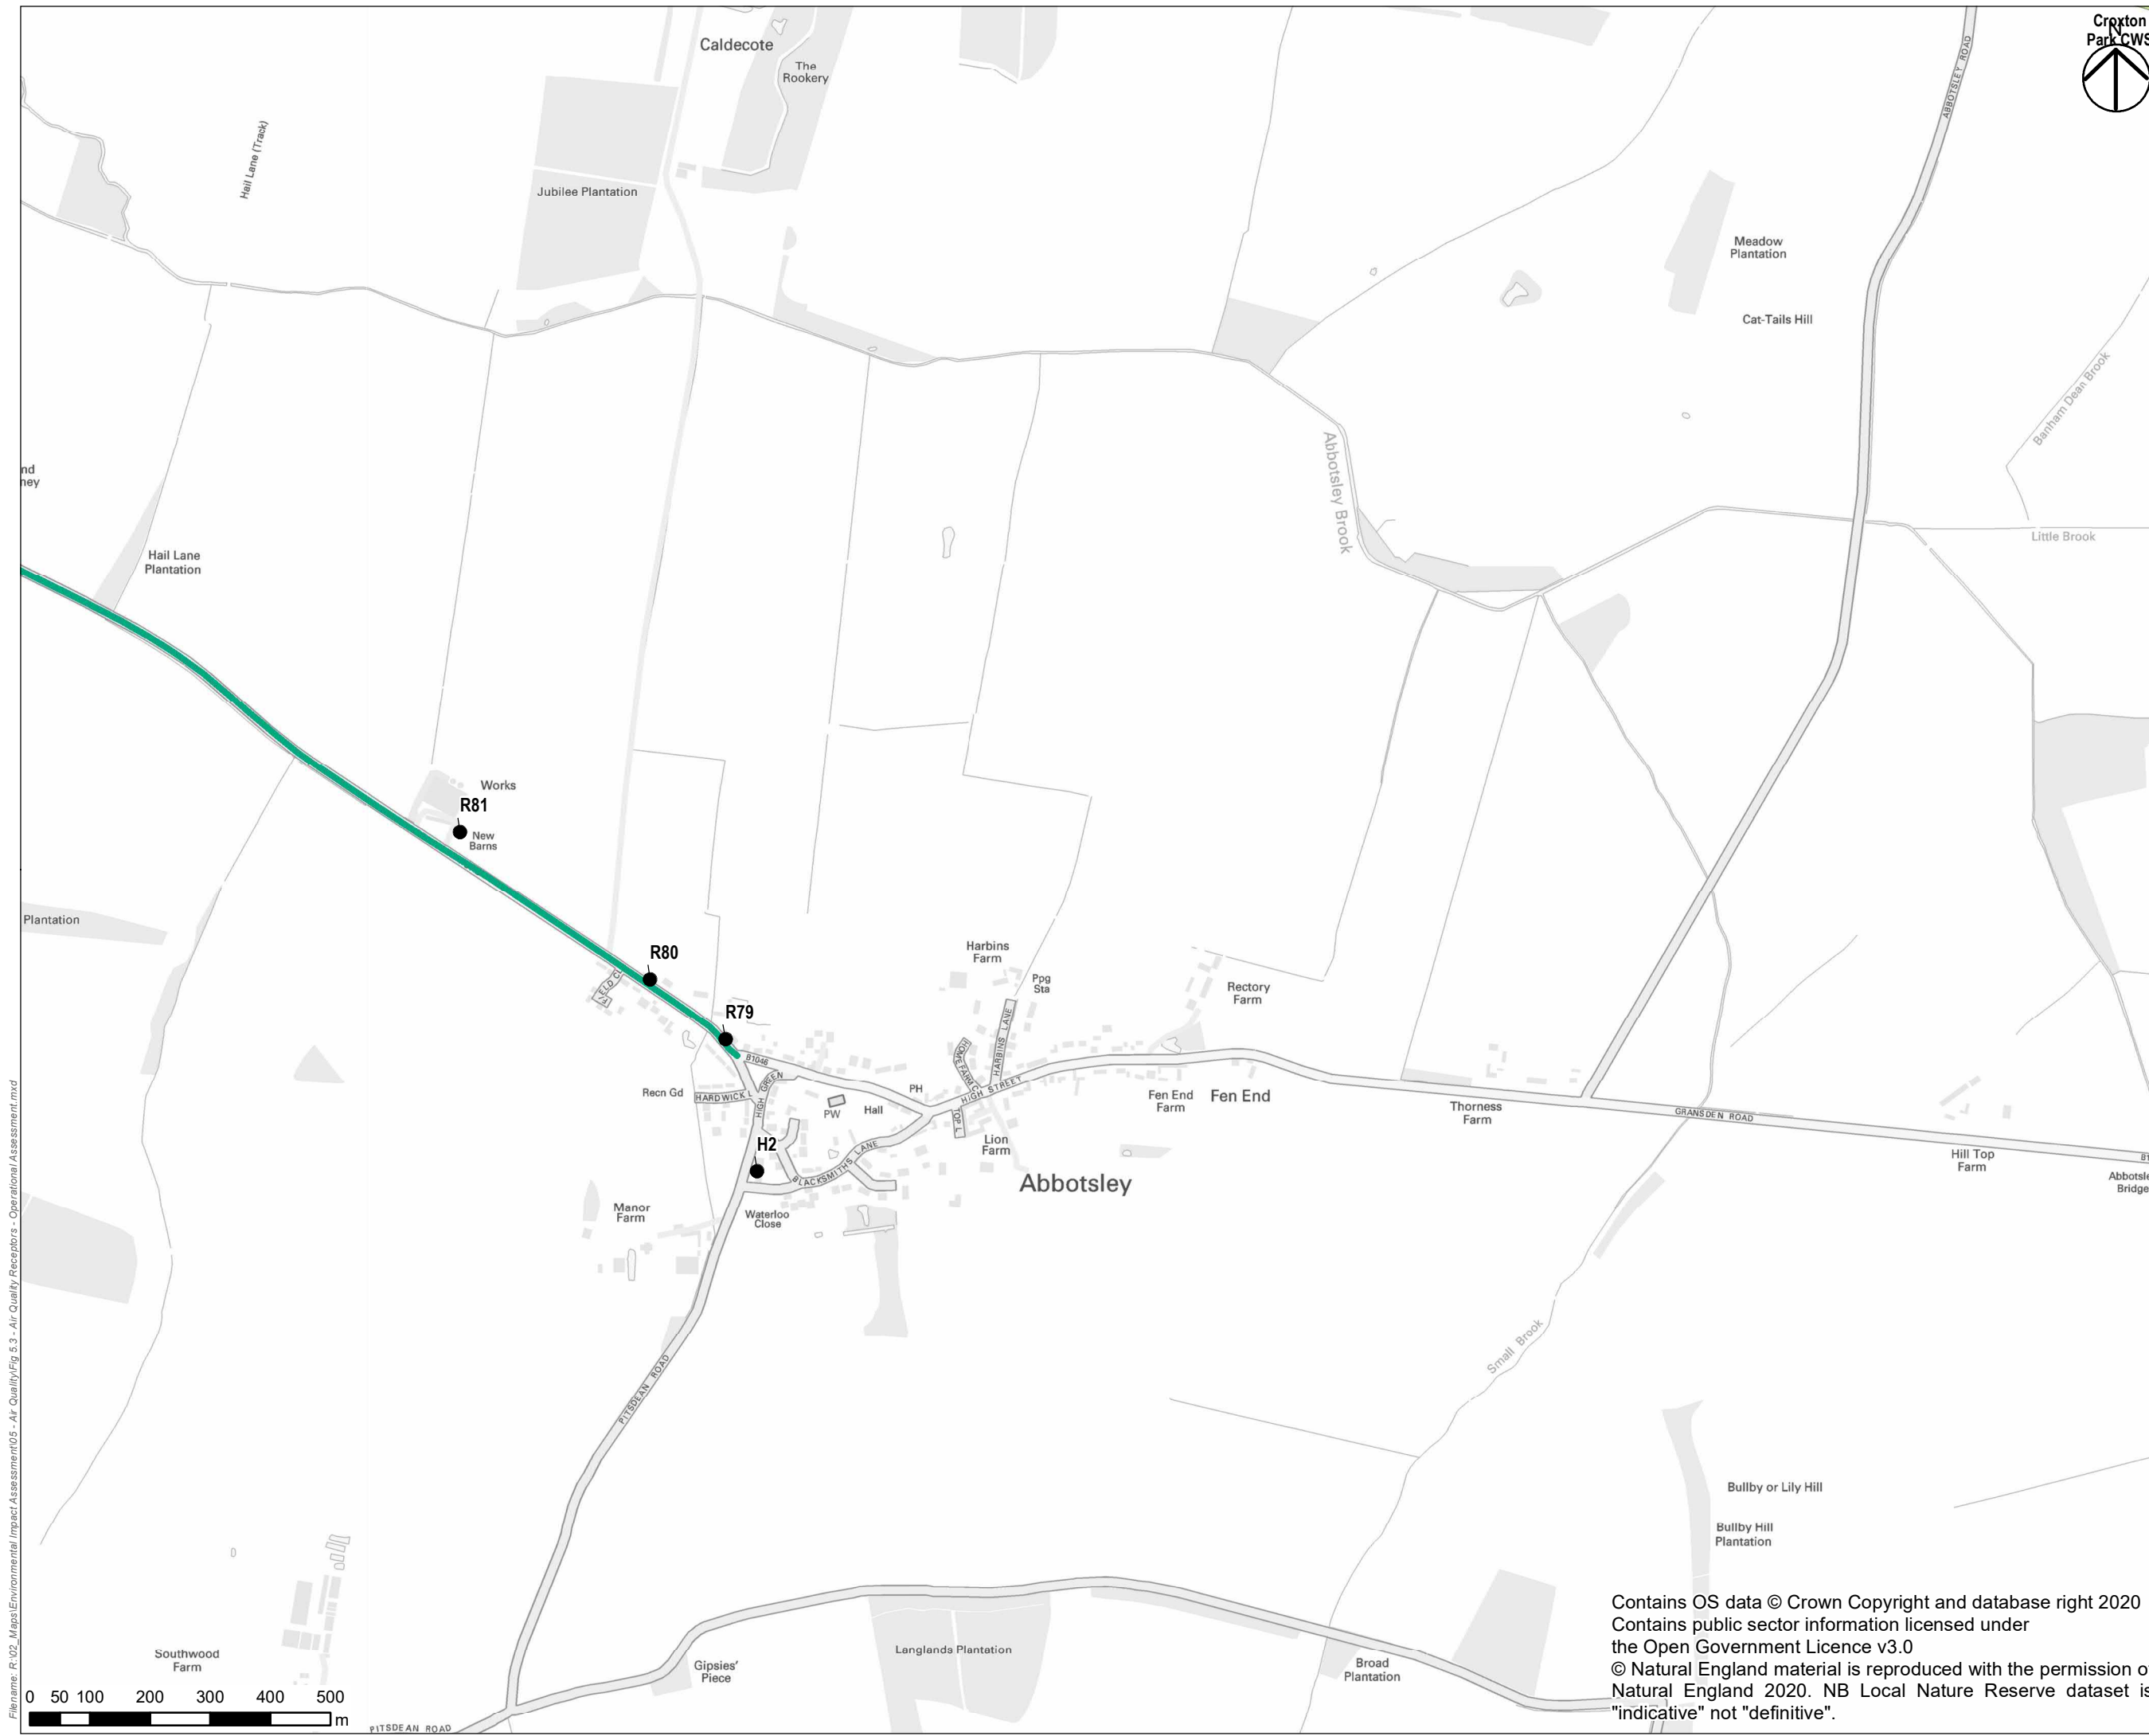 Croxton
Park CWS
N
Caldecote
The
Rookery
ABBOTSLEY ROAD
Hail Lane (Track)
Jubilee Plantation
Meadow
Plantation
Cat-Tails Hill
Banham Dean Brook
Abbotsley Brook
nd
ney
Little Brook
Hail Lane
Plantation
Works
R81
New
Barns
Plantation
R80
Harbins
Farm
Ppg
Sta
Rectory
Farm
R79
B1046
HARBINS LANE
HOME FARM C
HIGH STREET
PH
Recn Gd
HARDWICK L
HIGH GREEN
PW
Hall
TOP L
Fen End
Farm
Fen End
Thorness
Farm
GRANSDEN ROAD
H2
BLACKSMITHS LANE
Lion
Farm
Abbotsley
Hill Top
Farm
B1
Abbotsle
Bridge
Manor
Farm
Waterloo
Close
Small Brook
PITSDEAN ROAD
Bullby or Lily Hill
Bullby Hill
Plantation
Southwood
Farm
Gipsies'
Piece
Langlands Plantation
Broad
Plantation
Contains OS data © Crown Copyright and database right 2020
Contains public sector information licensed under
the Open Government Licence v3.0
© Natural England material is reproduced with the permission of
Natural England 2020. NB Local Nature Reserve dataset is
"indicative" not "definitive".
0 50 100 200 300 400 500
m
PITSDEAN ROAD
Filename: R:\02_Maps\Environmental Impact Assessment\05 - Air Quality\Fig 5.3 - Air Quality Receptors - Operational Assessment.mxd